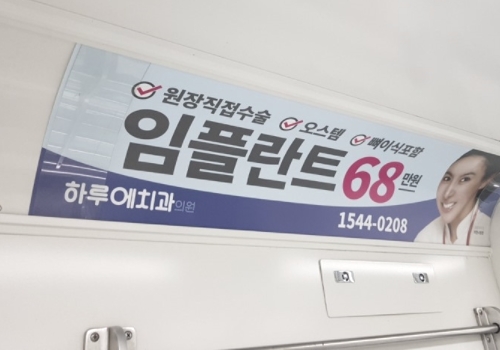 원장직접수술 오스템 뼈이식포함
임플란트 68만원
하루에치과의원
1544-0208